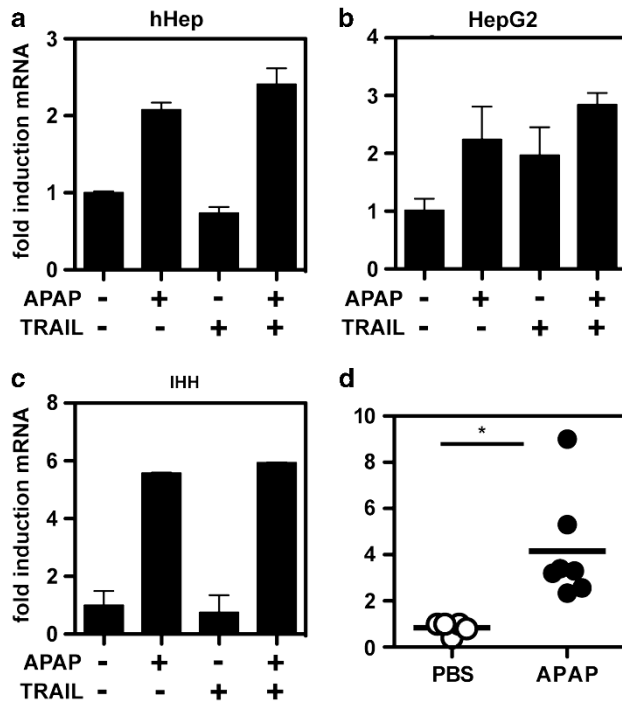 a
hHep
fold induction mRNA
3
2
1
0
APAP - + - +
TRAIL - - + +
b
HepG2
4
3
2
1
0
APAP - + - +
TRAIL - - + +
c
IHH
fold induction mRNA
8
6
4
2
0
APAP - + - +
TRAIL - - + +
d
10
8
6
4
2
0
*
PBS APAP